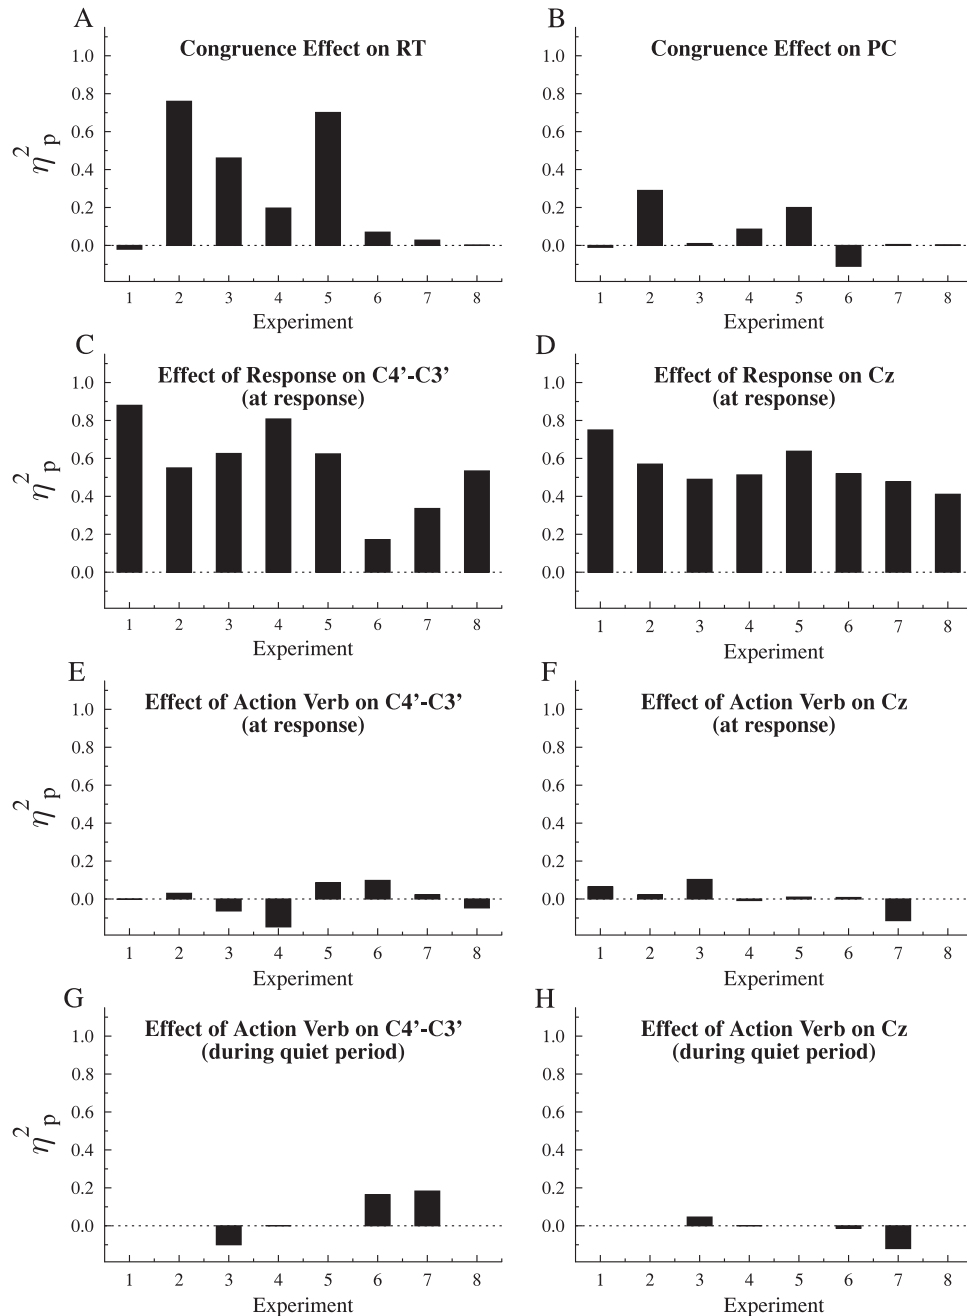 A
Congruence Effect on RT
1.0
0.8
0.6
0.4
0.2
0.0
η 2 p
1 2 3 4 5 6 7 8
Experiment
B
Congruence Effect on PC
1.0
0.8
0.6
0.4
0.2
0.0
1 2 3 4 5 6 7 8
Experiment
C
Effect of Response on C4’-C3’
(at response)
1.0
0.8
0.6
0.4
0.2
0.0
η 2 p
1 2 3 4 5 6 7 8
Experiment
D
Effect of Response on Cz
(at response)
1.0
0.8
0.6
0.4
0.2
0.0
1 2 3 4 5 6 7 8
Experiment
E
Effect of Action Verb on C4’-C3’
(at response)
1.0
0.8
0.6
0.4
0.2
0.0
η 2 p
1 2 3 4 5 6 7 8
Experiment
F
Effect of Action Verb on Cz
(at response)
1.0
0.8
0.6
0.4
0.2
0.0
1 2 3 4 5 6 7 8
Experiment
G
Effect of Action Verb on C4’-C3’
(during quiet period)
1.0
0.8
0.6
0.4
0.2
0.0
η 2 p
1 2 3 4 5 6 7 8
Experiment
H
Effect of Action Verb on Cz
(during quiet period)
1.0
0.8
0.6
0.4
0.2
0.0
1 2 3 4 5 6 7 8
Experiment